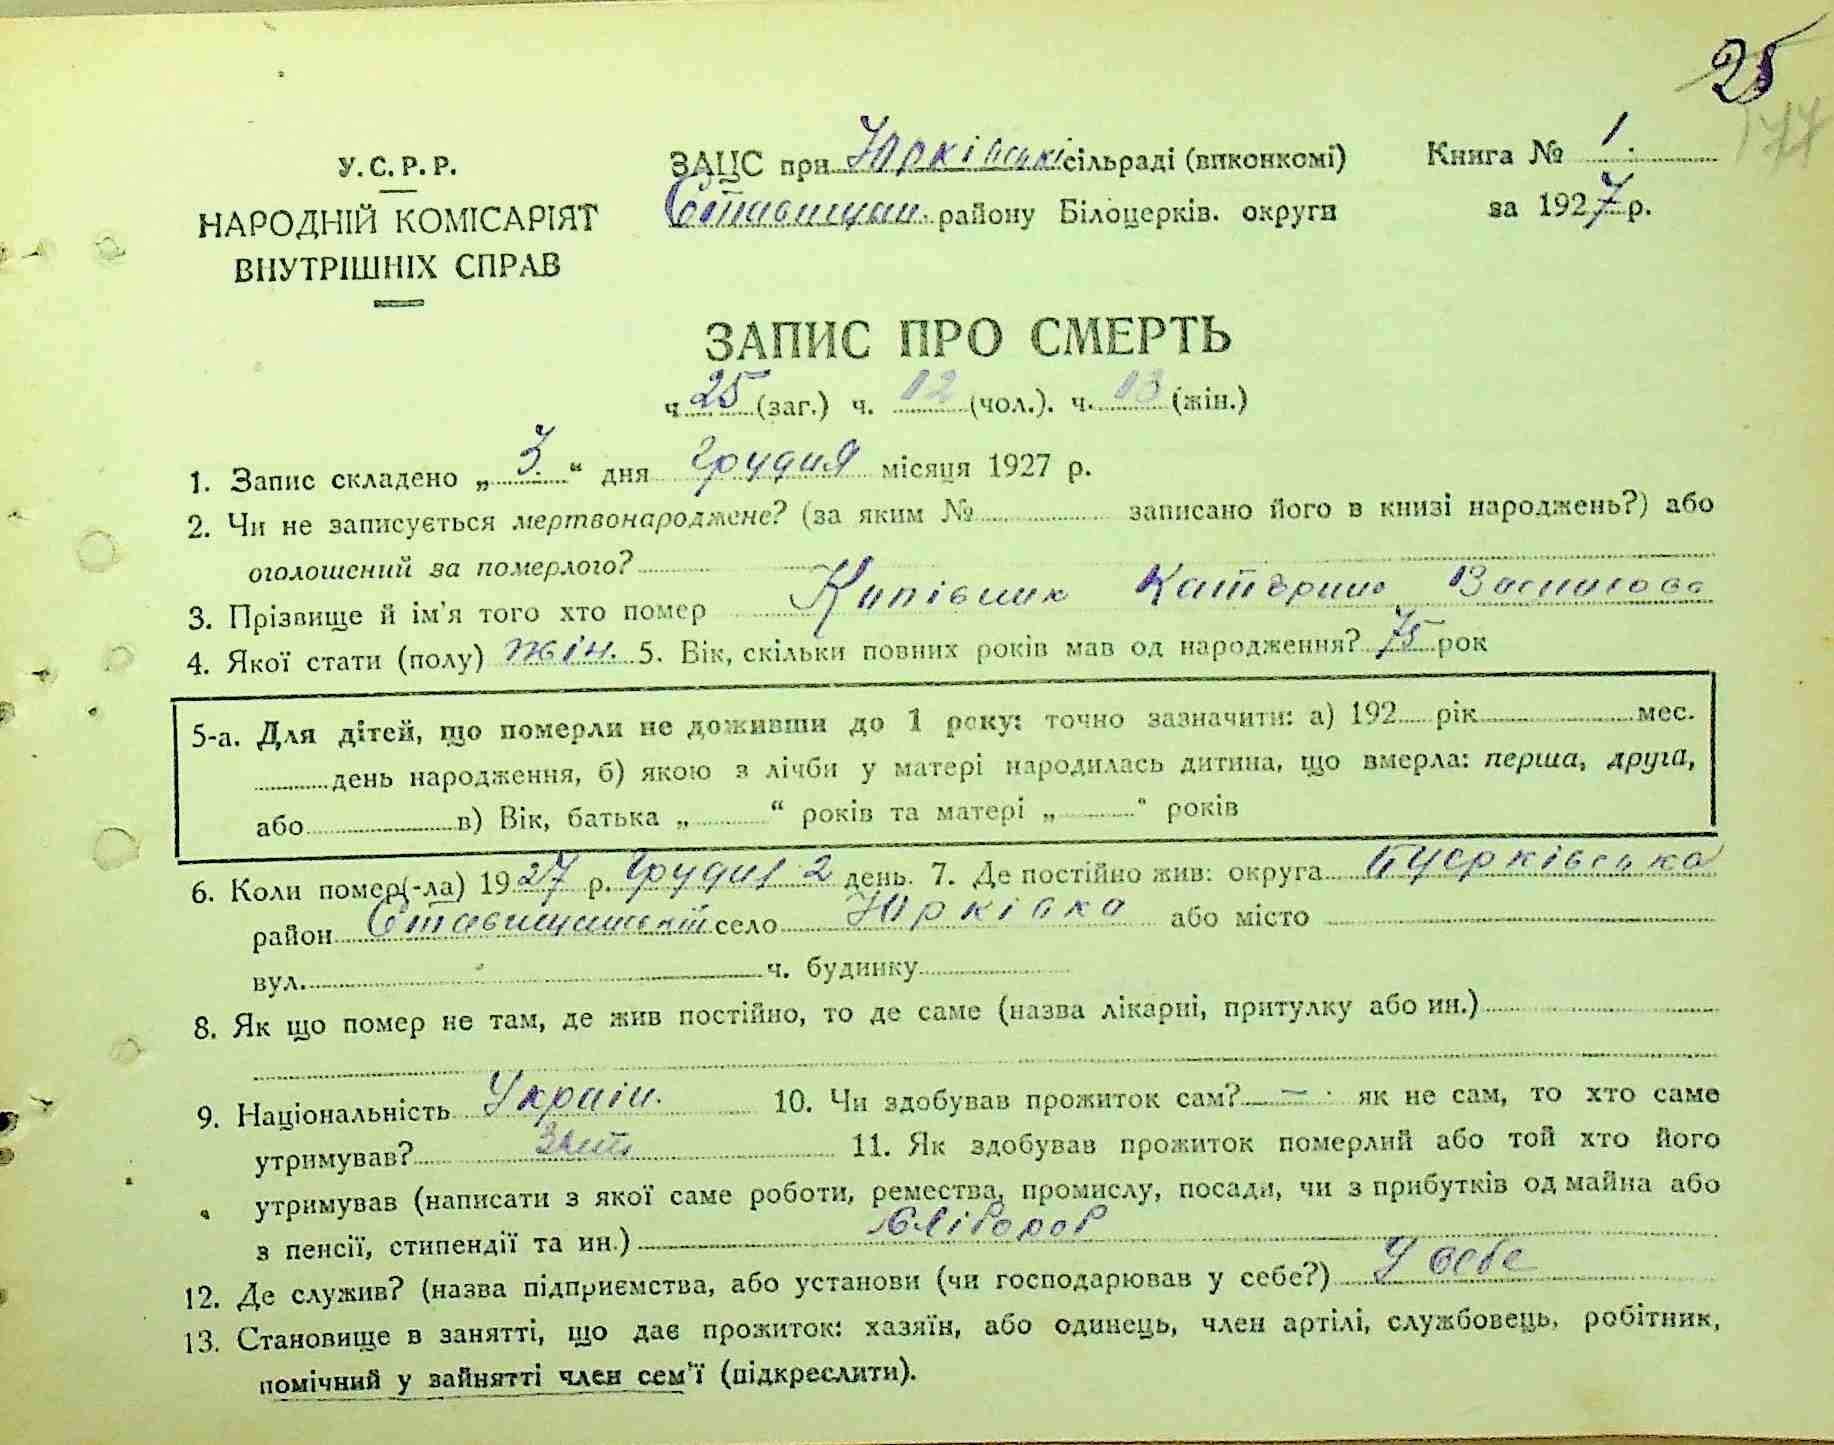 25
77
У.С.Р.Р.
НАРОДНІЙ КОМІСАРІЯТ
ВНУТРІШНІХ СПРАВ
ЗАЦС при Юрківські сільраді (виконкомі)
Ставищан. району Білоцерків. округи
Книга № 1.
за 1927 р.
ЗАПИС ПРО СМЕРТЬ
ч. 25 (заг.) ч. 12 (чол.). ч. 13 (жін.)
1. Запис складено „ 3. “ дня грудия місяця 1927 р.
2. Чи не записується мертвонароджене? (за яким № записано його в книзі народжень?) або
оголошений за померлого?
3. Прізвище й ім'я того хто помер Катерина Василова
4. Якої стати (полу) жін. 5. Вік, скільки повних років мав од народження? 75 рок
5-а. Для дітей, що померли не доживши до 1 року: точно зазначити: а) 192 рік мес.
день народження, б) якою з лічби у матері народилась дитина, що вмерла: перша, друга,
або в) Вік, батька „ “ років та матері „ “ років
6. Коли помер(-ла) 1927 р. Грудия 2 день. 7. Де постійно жив: округа
район Ставищанський село Юрківка або місто
вул. ч. будинку
8. Як що помер не там, де жив постійно, то де саме (назва лікарні, притулку або ин.)
9. Національність Україн. 10. Чи здобував прожиток сам? — як не сам, то хто саме
утримував? Зять 11. Як здобував прожиток померлий або той хто його
утримував (написати з якої саме роботи, ремества, промислу, посади, чи з прибутків од майна або
з пенсії, стипендії та ин.) Хлібороб
12. Де служив? (назва підприємства, або установи (чи господарював у себе?) У себе
13. Становище в занятті, що дає прожиток: хазяїн, або одинець, член артілі, службовець, робітник,
помічний у зайнятті член сем'ї (підкреслити).